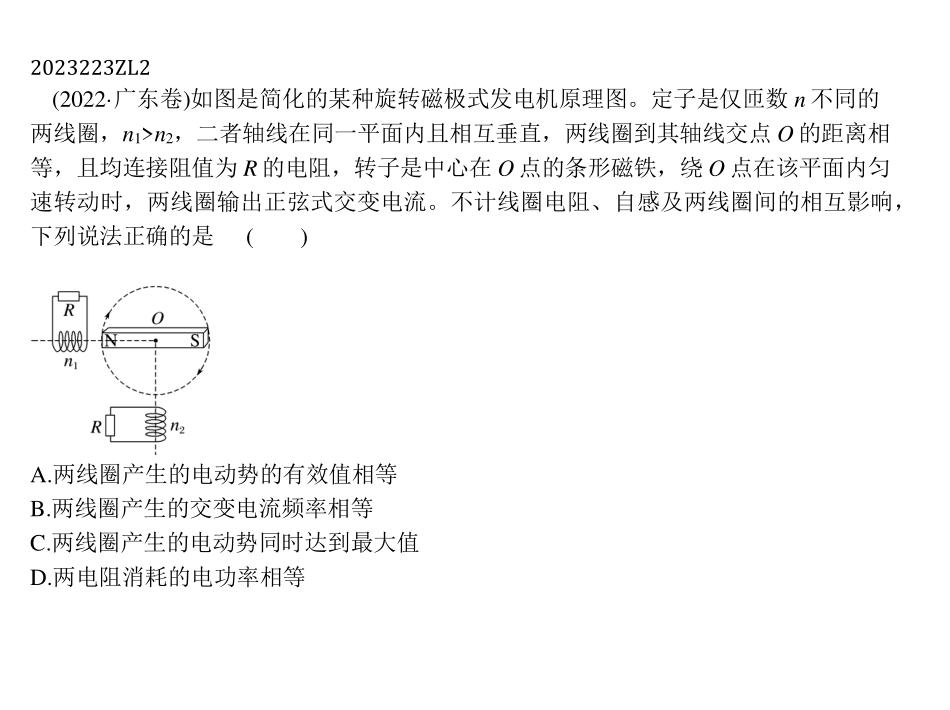 2023223ZL2
(2022·广东卷)如图是简化的某种旋转磁极式发电机原理图。定子是仅匝数 n 不同的
两线圈，n₁>n₂，二者轴线在同一平面内且相互垂直，两线圈到其轴线交点 O 的距离相
等，且均连接阻值为 R 的电阻，转子是中心在 O 点的条形磁铁，绕 O 点在该平面内匀
速转动时，两线圈输出正弦式交变电流。不计线圈电阻、自感及两线圈间的相互影响，
下列说法正确的是 ( )
R
O
N
S
n₁
R
n₂
A.两线圈产生的电动势的有效值相等
B.两线圈产生的交变电流频率相等
C.两线圈产生的电动势同时达到最大值
D.两电阻消耗的电功率相等